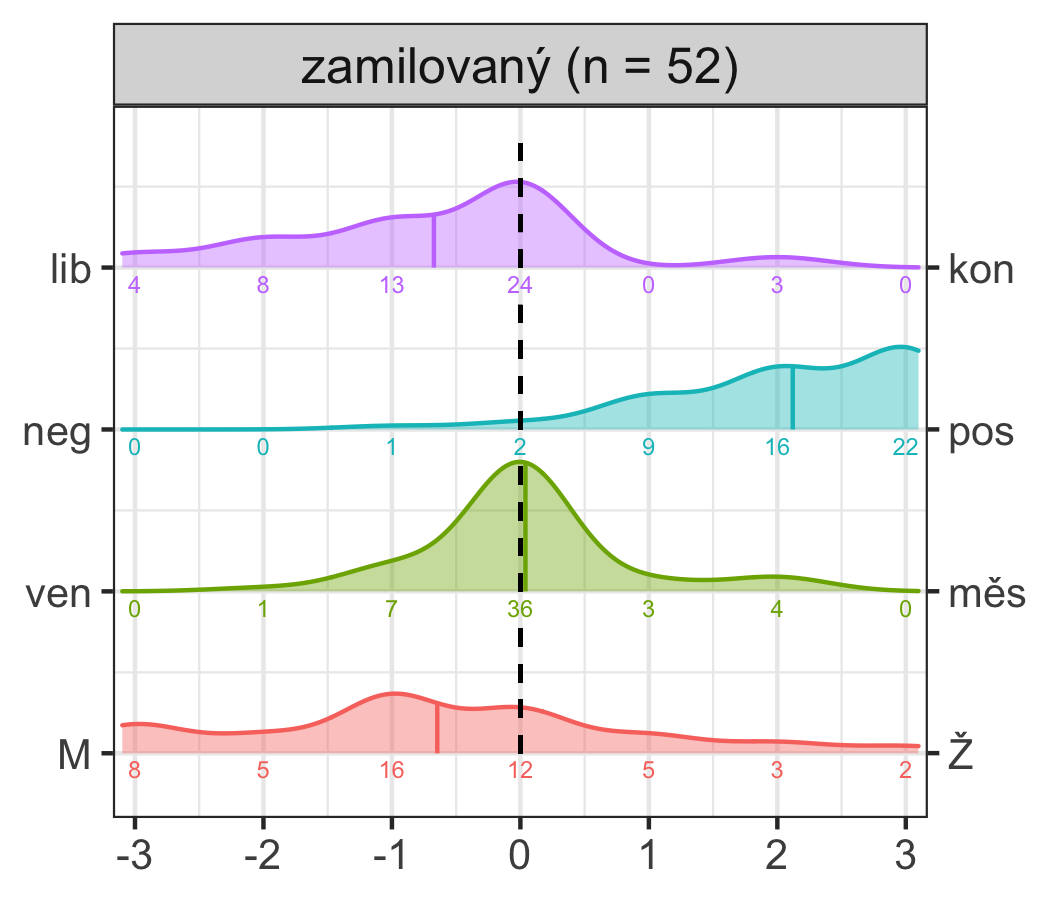 zamilovaný (n = 52)
lib kon
4 8 13 24 0 3 0
neg pos
0 0 1 2 9 16 22
ven měs
0 1 7 36 3 4 0
M Ž
8 5 16 12 5 3 2
-3 -2 -1 0 1 2 3